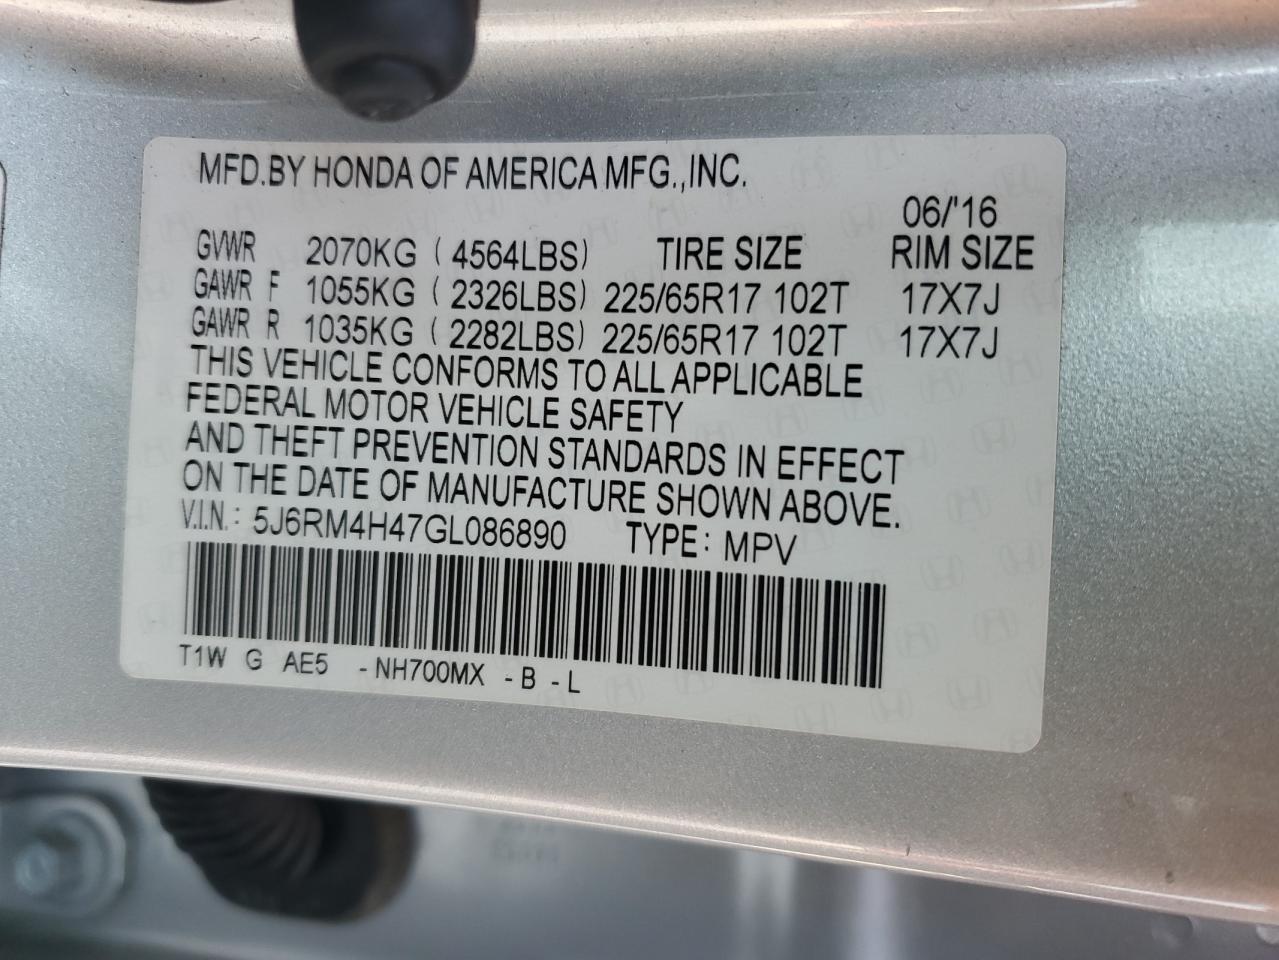 MFD.BY HONDA OF AMERICA MFG.,INC.
06/'16
GVWR 2070KG ( 4564LBS) TIRE SIZE RIM SIZE
GAWR F 1055KG ( 2326LBS) 225/65R17 102T 17X7J
GAWR R 1035KG ( 2282LBS) 225/65R17 102T 17X7J
THIS VEHICLE CONFORMS TO ALL APPLICABLE
FEDERAL MOTOR VEHICLE SAFETY
AND THEFT PREVENTION STANDARDS IN EFFECT
ON THE DATE OF MANUFACTURE SHOWN ABOVE.
V.I.N.: 5J6RM4H47GL086890 TYPE: MPV
T1W G AE5 -NH700MX -B -L